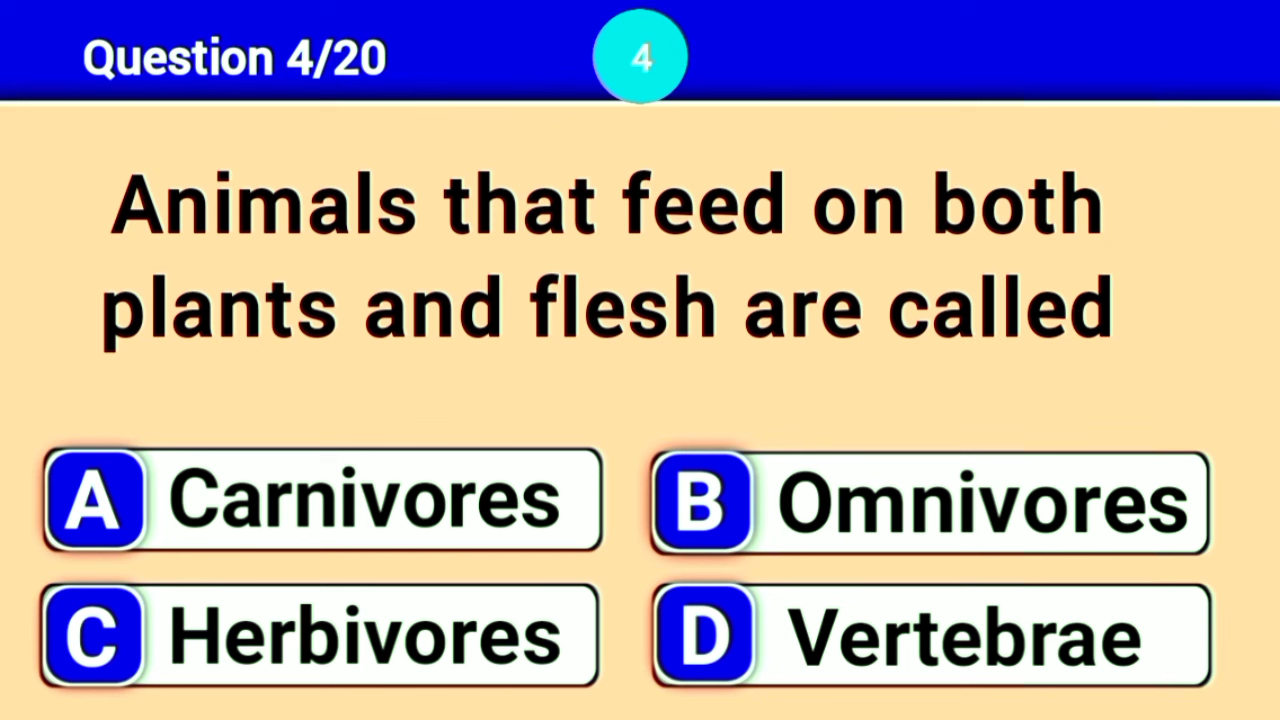 Question 4/20
4
Animals that feed on both
plants and flesh are called
A Carnivores
B Omnivores
C Herbivores
D Vertebrae